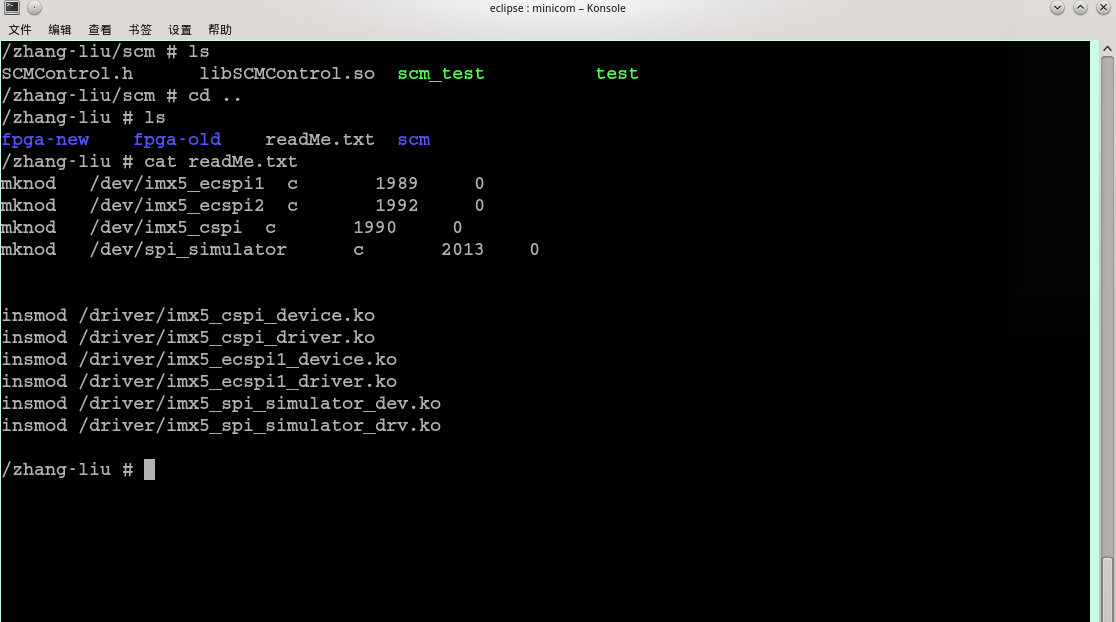 eclipse : minicom – Konsole
文件 编辑 查看 书签 设置 帮助
/zhang-liu/scm # ls
SCMControl.h      libSCMControl.so  scm_test          test
/zhang-liu/scm # cd ..
/zhang-liu # ls
fpga-new    fpga-old    readMe.txt  scm
/zhang-liu # cat readMe.txt
mknod   /dev/imx5_ecspi1  c       1989     0
mknod   /dev/imx5_ecspi2  c       1992     0
mknod   /dev/imx5_cspi  c       1990     0
mknod   /dev/spi_simulator      c       2013    0
insmod /driver/imx5_cspi_device.ko
insmod /driver/imx5_cspi_driver.ko
insmod /driver/imx5_ecspi1_device.ko
insmod /driver/imx5_ecspi1_driver.ko
insmod /driver/imx5_spi_simulator_dev.ko
insmod /driver/imx5_spi_simulator_drv.ko
/zhang-liu #